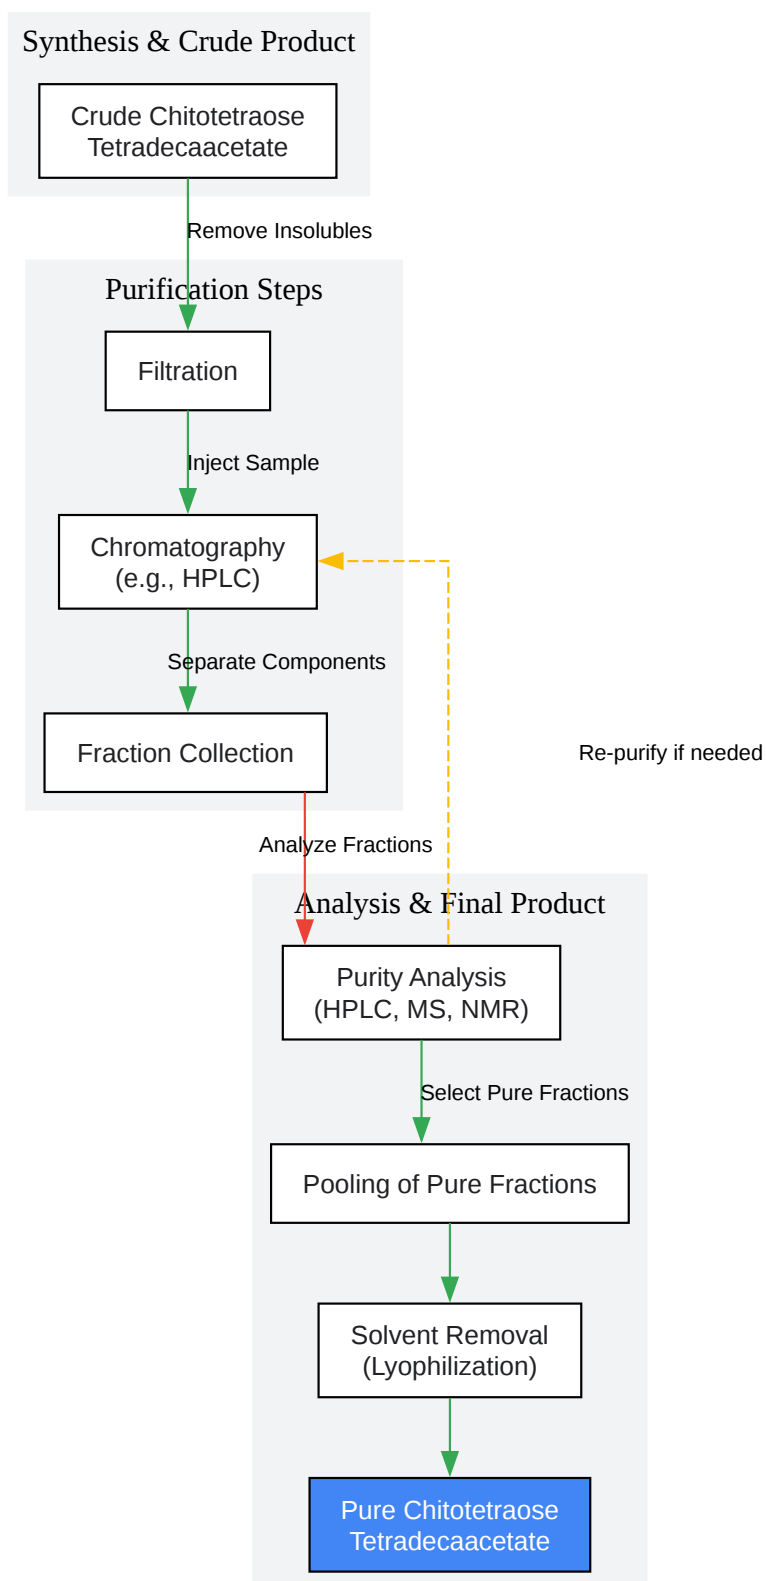 Synthesis & Crude Product
Crude Chitotetraose
Tetradecaacetate
Remove Insolubles
Purification Steps
Filtration
Inject Sample
Chromatography
(e.g., HPLC)
Separate Components
Fraction Collection
Re-purify if needed
Analyze Fractions
Analysis & Final Product
Purity Analysis
(HPLC, MS, NMR)
Select Pure Fractions
Pooling of Pure Fractions
Solvent Removal
(Lyophilization)
Pure Chitotetraose
Tetradecaacetate